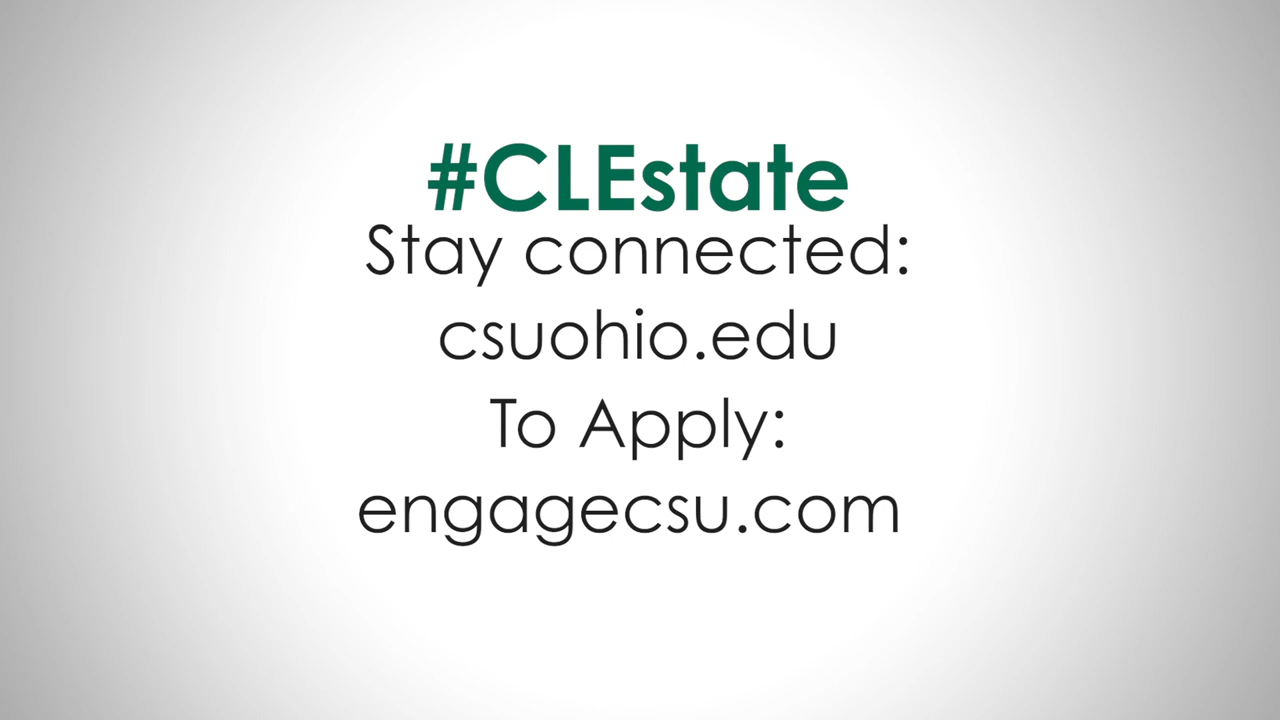 #CLEstate
Stay connected:
csuohio.edu
To Apply:
engagecsu.com